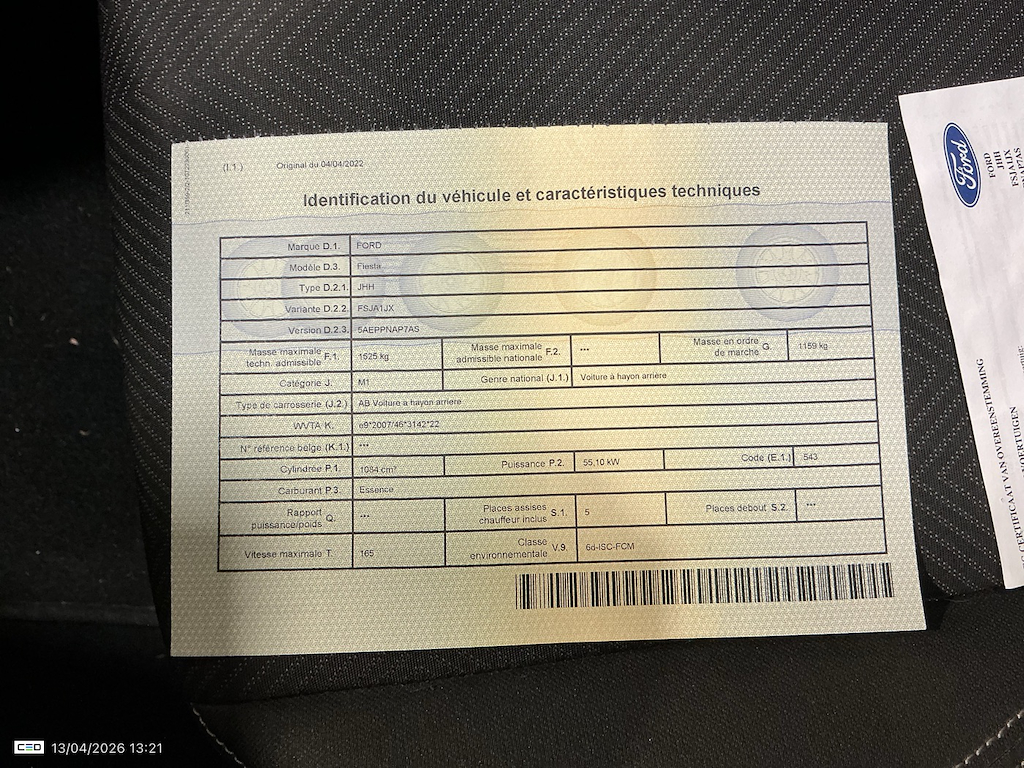 (I.1.) Original du 04/04/2022
Identification du véhicule et caractéristiques techniques
Marque D.1. FORD
Modèle D.3. Fiesta
Type D.2.1. JHH
Variante D.2.2. FSJA1JX
Version D.2.3. 5AEPPNAP7AS
Masse maximale techn. admissible F.1. 1625 kg Masse maximale admissible nationale F.2. --- Masse en ordre de marche G. 1159 kg
Catégorie J. M1 Genre national (J.1.) Voiture à hayon arrière
Type de carrosserie (J.2.) AB Voiture à hayon arrière
WVTA K. e9*2007/46*3142*22
N° référence belge (K.1.) ---
Cylindrée P.1. 1084 cm³ Puissance P.2. 55,10 kW Code (E.1.) 543
Carburant P.3. Essence
Rapport puissance/poids Q. --- Places assises chauffeur inclus S.1. 5 Places debout S.2. ---
Vitesse maximale T. 165 Classe environnementale V.9. 6d-ISC-FCM
Ford
FORD
JHH
FSJA1JX
CERTIFICAAT VAN OVEREENSTEMMING
CEO 13/04/2026 13:21